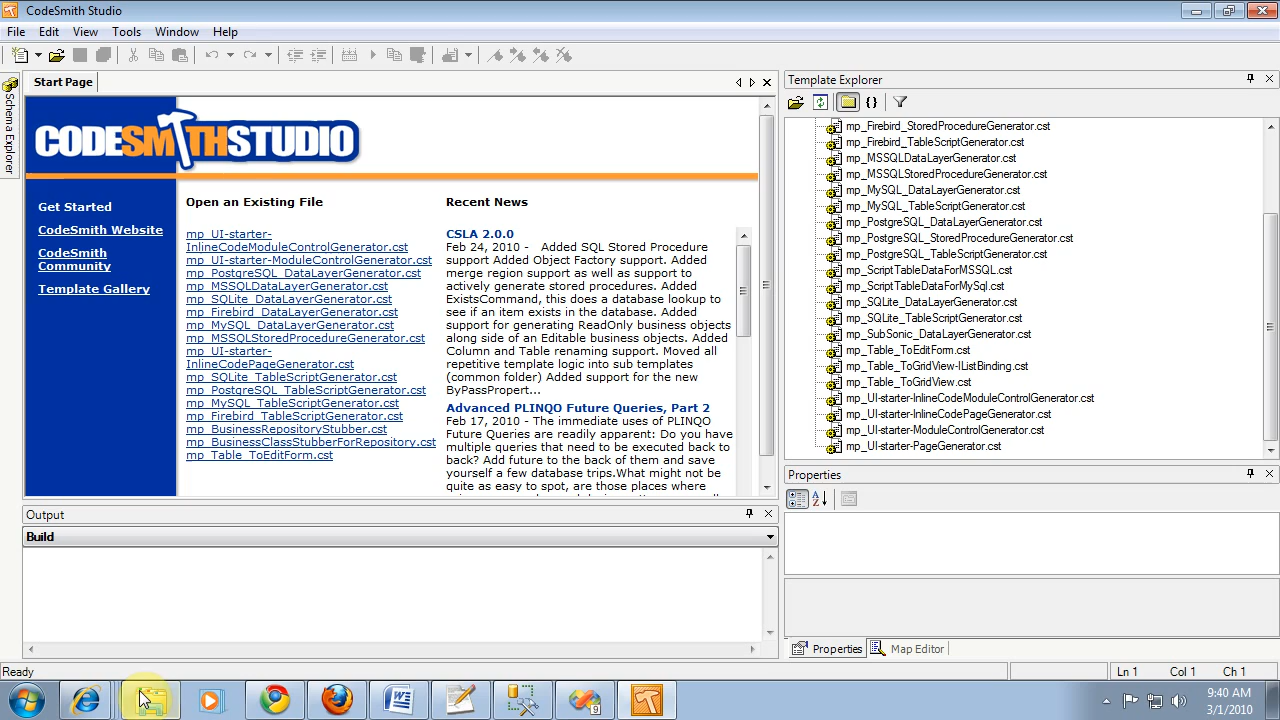 CodeSmith Studio
File Edit View Tools Window Help
Schema Explorer
Start Page
CODESMITHSTUDIO
Get Started
CodeSmith Website
CodeSmith
Community
Template Gallery
Open an Existing File
mp_UI-starter-
InlineCodeModuleControlGenerator.cst
mp_UI-starter-ModuleControlGenerator.cst
mp_PostgreSQL_DataLayerGenerator.cst
mp_MSSQLDataLayerGenerator.cst
mp_SQLite_DataLayerGenerator.cst
mp_Firebird_DataLayerGenerator.cst
mp_MySQL_DataLayerGenerator.cst
mp_MSSQLStoredProcedureGenerator.cst
mp_UI-starter-
InlineCodePageGenerator.cst
mp_SQLite_TableScriptGenerator.cst
mp_PostgreSQL_TableScriptGenerator.cst
mp_MySQL_TableScriptGenerator.cst
mp_Firebird_TableScriptGenerator.cst
mp_BusinessRepositoryStubber.cst
mp_BusinessClassStubberForRepository.cst
mp_Table_ToEditForm.cst
Recent News
CSLA 2.0.0
Feb 24, 2010 - Added SQL Stored Procedure
support Added Object Factory support. Added
merge region support as well as support to
actively generate stored procedures. Added
ExistsCommand, this does a database lookup to
see if an item exists in the database. Added
support for generating ReadOnly business objects
along side of an Editable business objects. Added
Column and Table renaming support. Moved all
repetitive template logic into sub templates
(common folder) Added support for the new
ByPassPropert...
Advanced PLINQO Future Queries, Part 2
Feb 17, 2010 - The immediate uses of PLINQO
Future Queries are readily apparent: Do you have
multiple queries that need to be executed back to
back? Add future to the back of them and save
yourself a few database trips.What might not be
quite as easy to spot, are those places where
Output
Build
Template Explorer
mp_Firebird_StoredProcedureGenerator.cst
mp_Firebird_TableScriptGenerator.cst
mp_MSSQLDataLayerGenerator.cst
mp_MSSQLStoredProcedureGenerator.cst
mp_MySQL_DataLayerGenerator.cst
mp_MySQL_TableScriptGenerator.cst
mp_PostgreSQL_DataLayerGenerator.cst
mp_PostgreSQL_StoredProcedureGenerator.cst
mp_PostgreSQL_TableScriptGenerator.cst
mp_ScriptTableDataForMSSQL.cst
mp_ScriptTableDataForMySql.cst
mp_SQLite_DataLayerGenerator.cst
mp_SQLite_TableScriptGenerator.cst
mp_SubSonic_DataLayerGenerator.cst
mp_Table_ToEditForm.cst
mp_Table_ToGridView-IListBinding.cst
mp_Table_ToGridView.cst
mp_UI-starter-InlineCodeModuleControlGenerator.cst
mp_UI-starter-InlineCodePageGenerator.cst
mp_UI-starter-ModuleControlGenerator.cst
mp_UI-starter-PageGenerator.cst
Properties
Properties Map Editor
Ready
Ln 1 Col 1 Ch 1
9:40 AM
3/1/2010